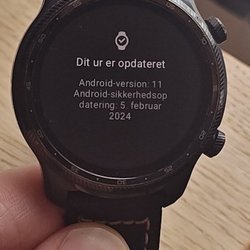 Dit ur er opdateret
Android-version: 11
Android-sikkerhedsop
datering: 5. februar
2024